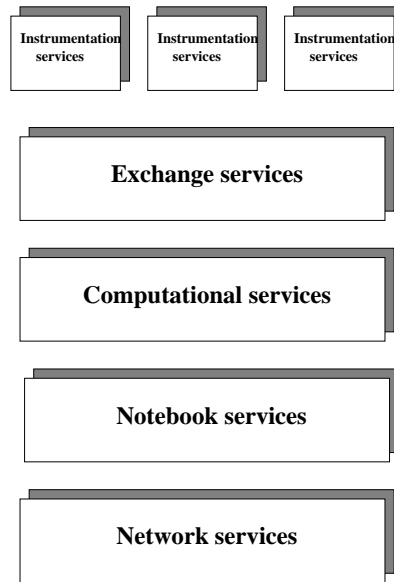 Instrumentation
services
Instrumentation
services
Instrumentation
services
Exchange services
Computational services
Notebook services
Network services